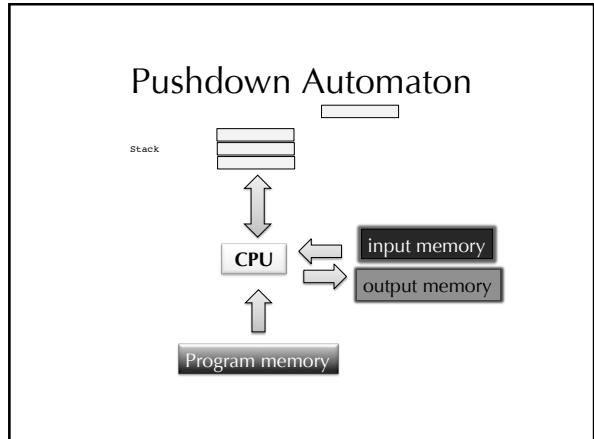 Pushdown Automaton
Stack
CPU
input memory
output memory
Program memory